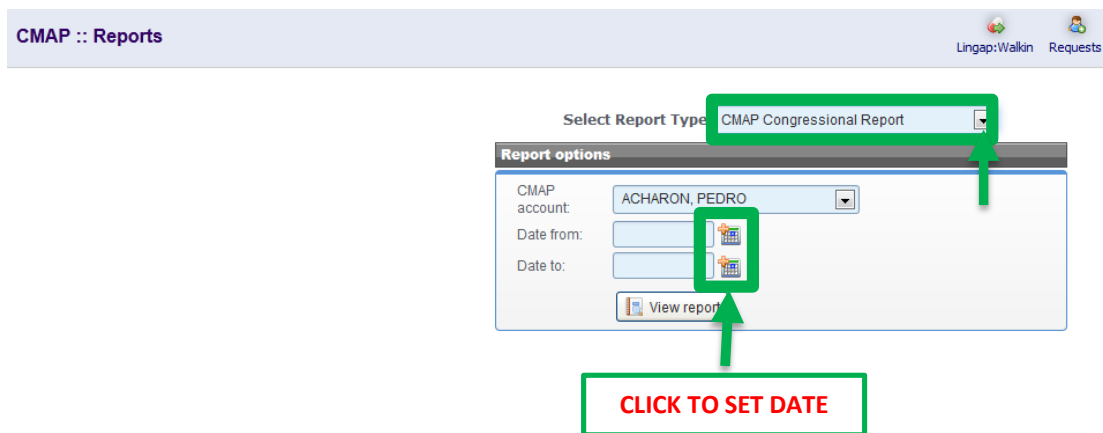 CMAP :: Reports
Lingap:Walkin Requests
Select Report Type CMAP Congressional Report
Report options
CMAP
account:
ACHARON, PEDRO
Date from:
Date to:
View report
CLICK TO SET DATE